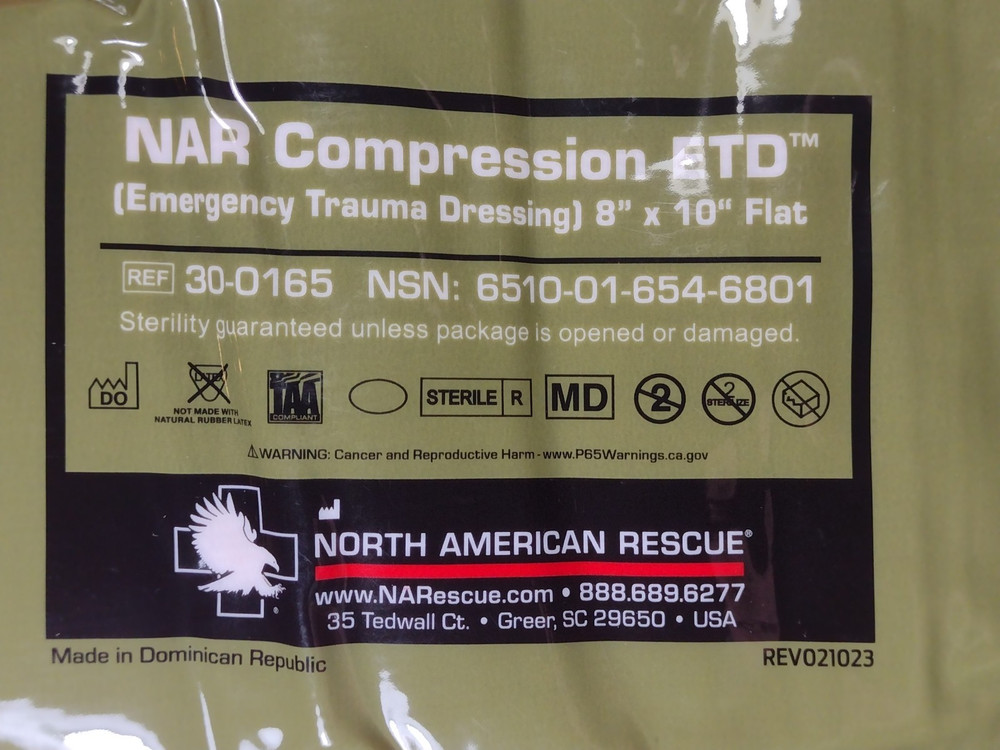 NAR Compression ETD™
(Emergency Trauma Dressing) 8” x 10“ Flat
REF 30-0165 NSN: 6510-01-654-6801
Sterility guaranteed unless package is opened or damaged.
DO LATEX TAA STERILE R MD 2 2
COMPLIANT STERILIZE
NOT MADE WITH
NATURAL RUBBER LATEX
⚠WARNING: Cancer and Reproductive Harm - www.P65Warnings.ca.gov
NORTH AMERICAN RESCUE®
www.NARescue.com • 888.689.6277
35 Tedwall Ct. • Greer, SC 29650 • USA
®
Made in Dominican Republic
REV021023